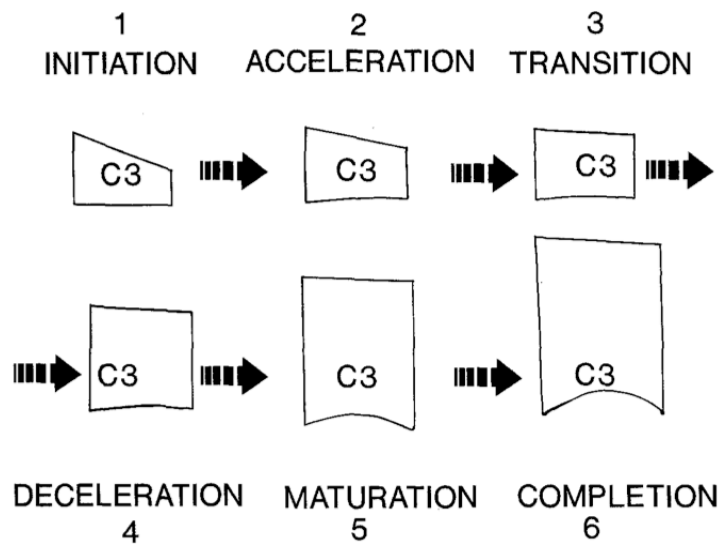 1 2 3
INITIATION ACCELERATION TRANSITION
C3 C3 C3
C3 C3 C3
DECELERATION MATURATION COMPLETION
4 5 6